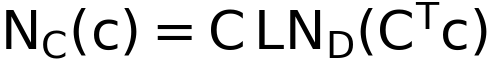 N_C(c) = C LN_D(C^T c)